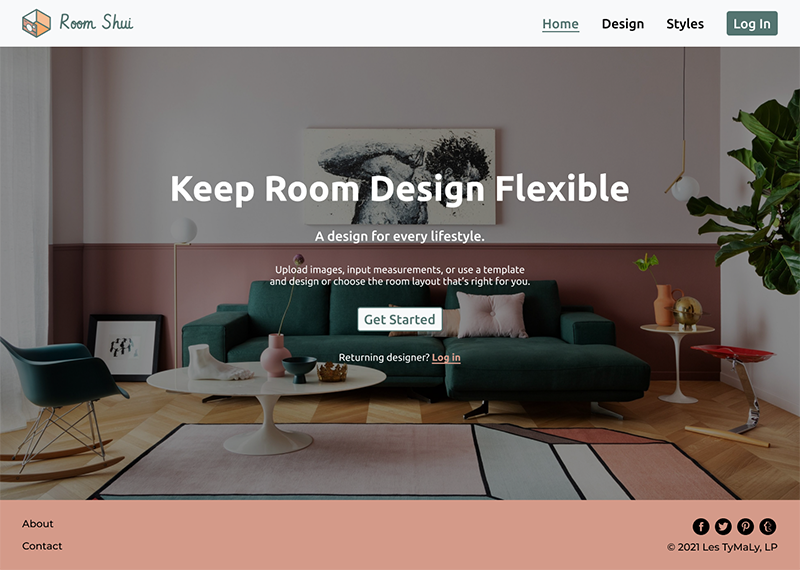 Room Shui
Home
Design
Styles
Log In
Keep Room Design Flexible
A design for every lifestyle.
Upload images, input measurements, or use a template
and design or choose the room layout that's right for you.
Get Started
Returning designer? Log in
About
Contact
© 2021 Les TyMaLy, LP